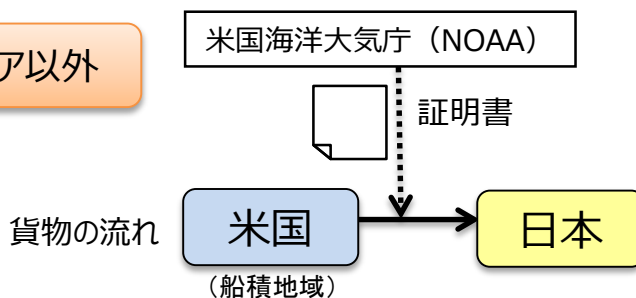 米国海洋大気庁（NOAA）
ア以外
証明書
貨物の流れ
米国
日本
（船積地域）